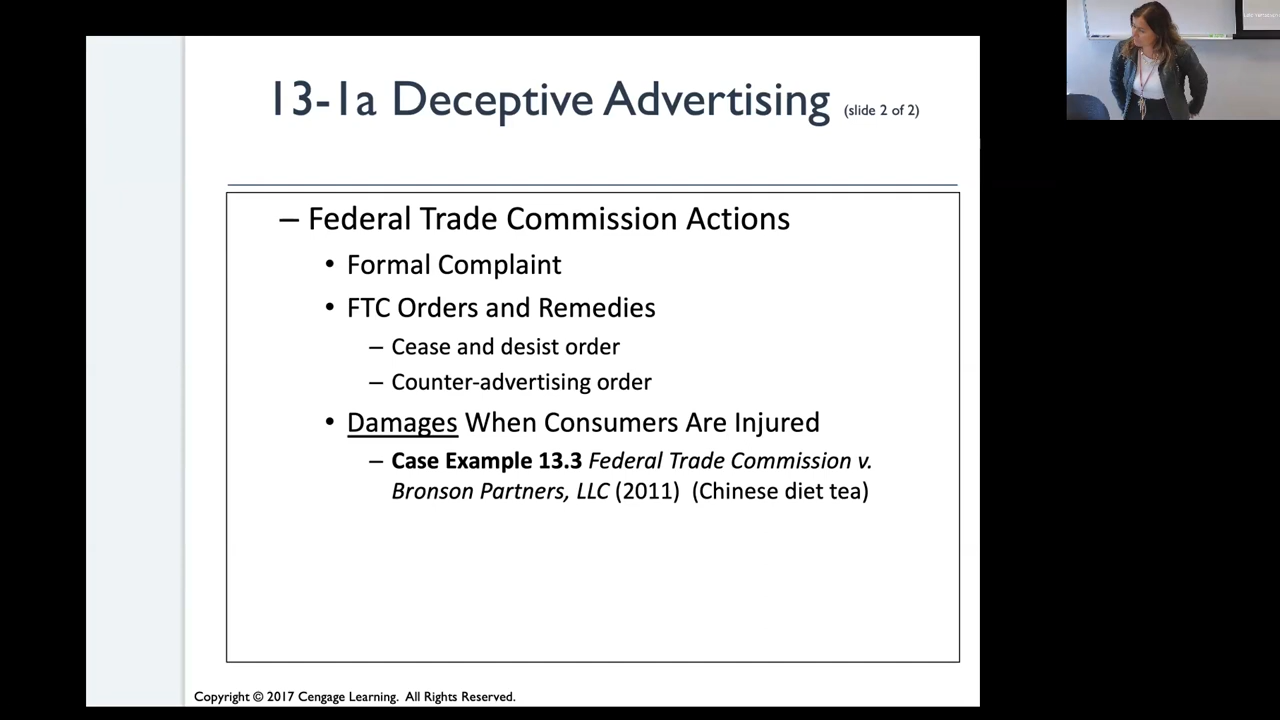 13-1a Deceptive Advertising (slide 2 of 2)
– Federal Trade Commission Actions
• Formal Complaint
• FTC Orders and Remedies
– Cease and desist order
– Counter-advertising order
• Damages When Consumers Are Injured
– Case Example 13.3 Federal Trade Commission v.
Bronson Partners, LLC (2011) (Chinese diet tea)
Copyright © 2017 Cengage Learning. All Rights Reserved.